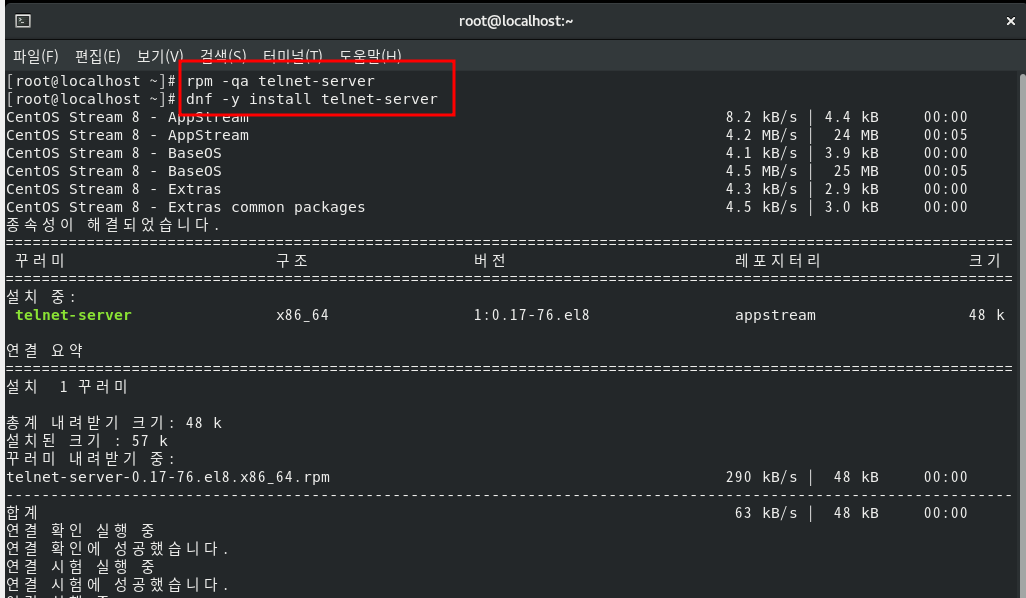 root@localhost:~
파일(F) 편집(E) 보기(V) 검색(S) 터미널(T) 도움말(H)
[root@localhost ~]# rpm -qa telnet-server
[root@localhost ~]# dnf -y install telnet-server
CentOS Stream 8 - AppStream 8.2 kB/s | 4.4 kB 00:00
CentOS Stream 8 - AppStream 4.2 MB/s | 24 MB 00:05
CentOS Stream 8 - BaseOS 4.1 kB/s | 3.9 kB 00:00
CentOS Stream 8 - BaseOS 4.5 MB/s | 25 MB 00:05
CentOS Stream 8 - Extras 4.3 kB/s | 2.9 kB 00:00
CentOS Stream 8 - Extras common packages 4.5 kB/s | 3.0 kB 00:00
종속성이 해결되었습니다.
꾸러미 구조 버전 레포지터리 크기
설치 중:
telnet-server x86_64 1:0.17-76.el8 appstream 48 k
연결 요약
설치 1 꾸러미
총계 내려받기 크기: 48 k
설치된 크기 : 57 k
꾸러미 내려받기 중:
telnet-server-0.17-76.el8.x86_64.rpm 290 kB/s | 48 kB 00:00
합계 63 kB/s | 48 kB 00:00
연결 확인 실행 중
연결 확인에 성공했습니다.
연결 시험 실행 중
연결 시험에 성공했습니다.